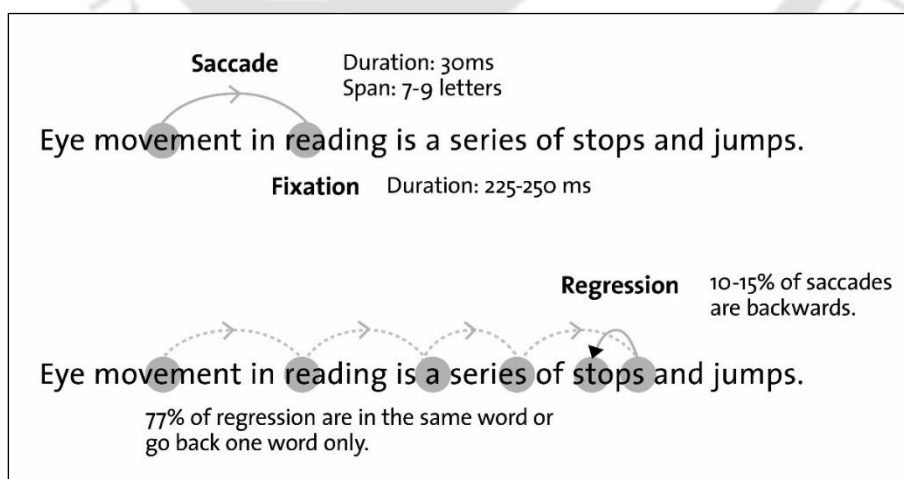 Saccade Duration: 30ms
Span: 7-9 letters
Eye movement in reading is a series of stops and jumps.
Fixation Duration: 225-250 ms
Regression 10-15% of saccades
are backwards.
Eye movement in reading is a series of stops and jumps.
77% of regression are in the same word or
go back one word only.